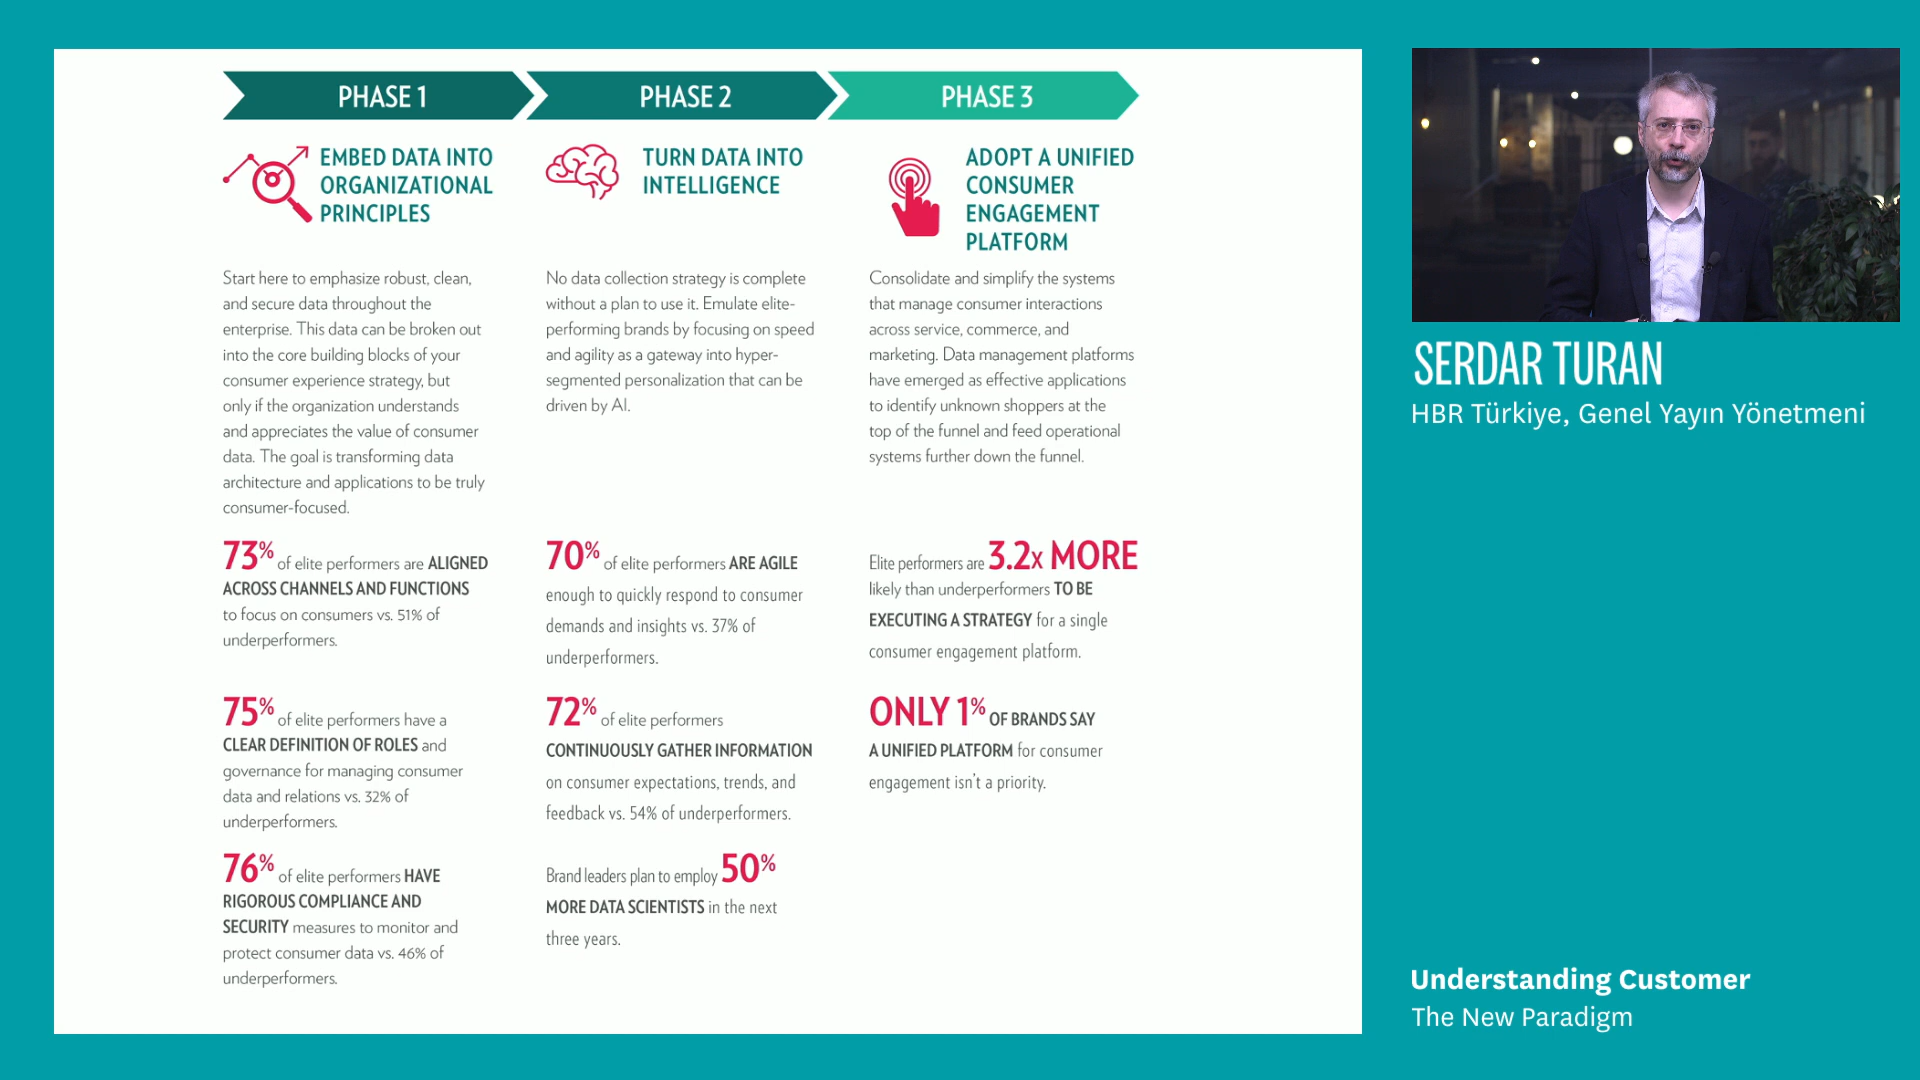 PHASE 1
EMBED DATA INTO
ORGANIZATIONAL
PRINCIPLES
Start here to emphasize robust, clean,
and secure data throughout the
enterprise. This data can be broken out
into the core building blocks of your
consumer experience strategy, but
only if the organization understands
and appreciates the value of consumer
data. The goal is transforming data
architecture and applications to be truly
consumer-focused.
73% of elite performers are ALIGNED
ACROSS CHANNELS AND FUNCTIONS
to focus on consumers vs. 51% of
underperformers.
75% of elite performers have a
CLEAR DEFINITION OF ROLES and
governance for managing consumer
data and relations vs. 32% of
underperformers.
76% of elite performers HAVE
RIGOROUS COMPLIANCE AND
SECURITY measures to monitor and
protect consumer data vs. 46% of
underperformers.
PHASE 2
TURN DATA INTO
INTELLIGENCE
No data collection strategy is complete
without a plan to use it. Emulate elite-
performing brands by focusing on speed
and agility as a gateway into hyper-
segmented personalization that can be
driven by AI.
70% of elite performers ARE AGILE
enough to quickly respond to consumer
demands and insights vs. 37% of
underperformers.
72% of elite performers
CONTINUOUSLY GATHER INFORMATION
on consumer expectations, trends, and
feedback vs. 54% of underperformers.
Brand leaders plan to employ 50%
MORE DATA SCIENTISTS in the next
three years.
PHASE 3
ADOPT A UNIFIED
CONSUMER
ENGAGEMENT
PLATFORM
Consolidate and simplify the systems
that manage consumer interactions
across service, commerce, and
marketing. Data management platforms
have emerged as effective applications
to identify unknown shoppers at the
top of the funnel and feed operational
systems further down the funnel.
Elite performers are 3.2x MORE
likely than underperformers TO BE
EXECUTING A STRATEGY for a single
consumer engagement platform.
ONLY 1% OF BRANDS SAY
A UNIFIED PLATFORM for consumer
engagement isn't a priority.
SERDAR TURAN
HBR Türkiye, Genel Yayın Yönetmeni
Understanding Customer
The New Paradigm